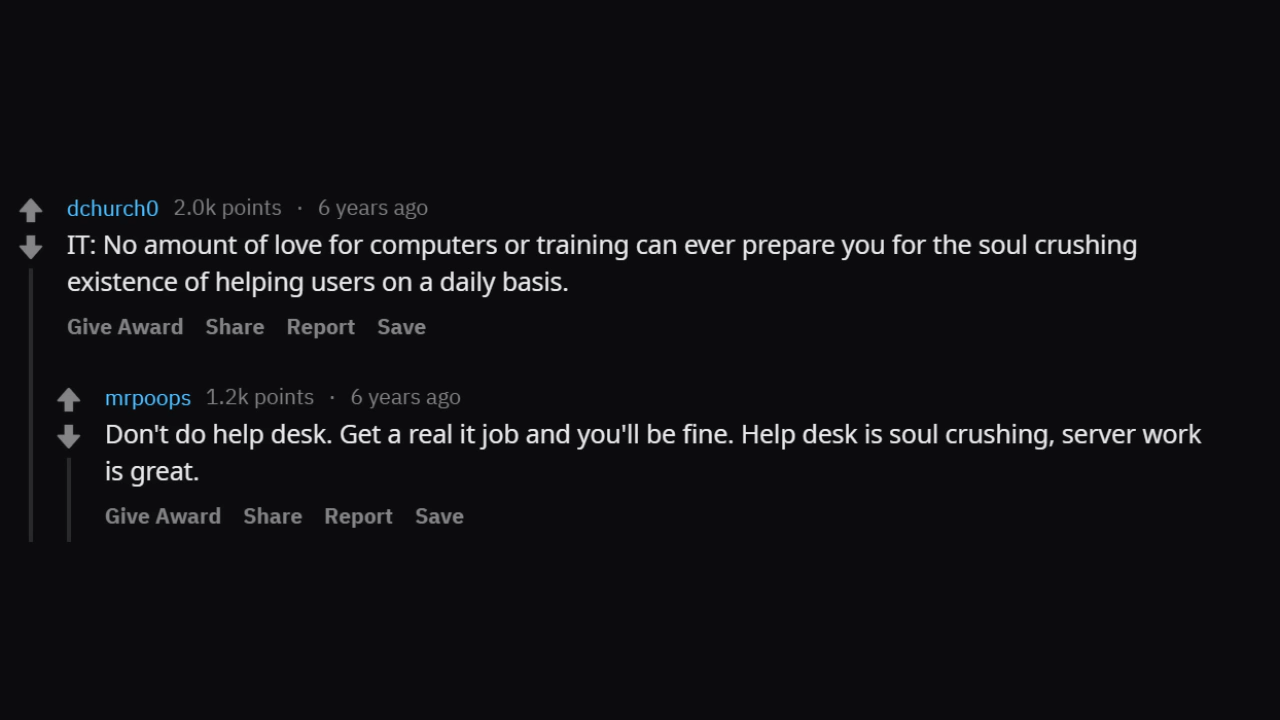 dchurch0 2.0k points · 6 years ago
IT: No amount of love for computers or training can ever prepare you for the soul crushing
existence of helping users on a daily basis.
Give Award Share Report Save
mrpoops 1.2k points · 6 years ago
Don't do help desk. Get a real it job and you'll be fine. Help desk is soul crushing, server work
is great.
Give Award Share Report Save